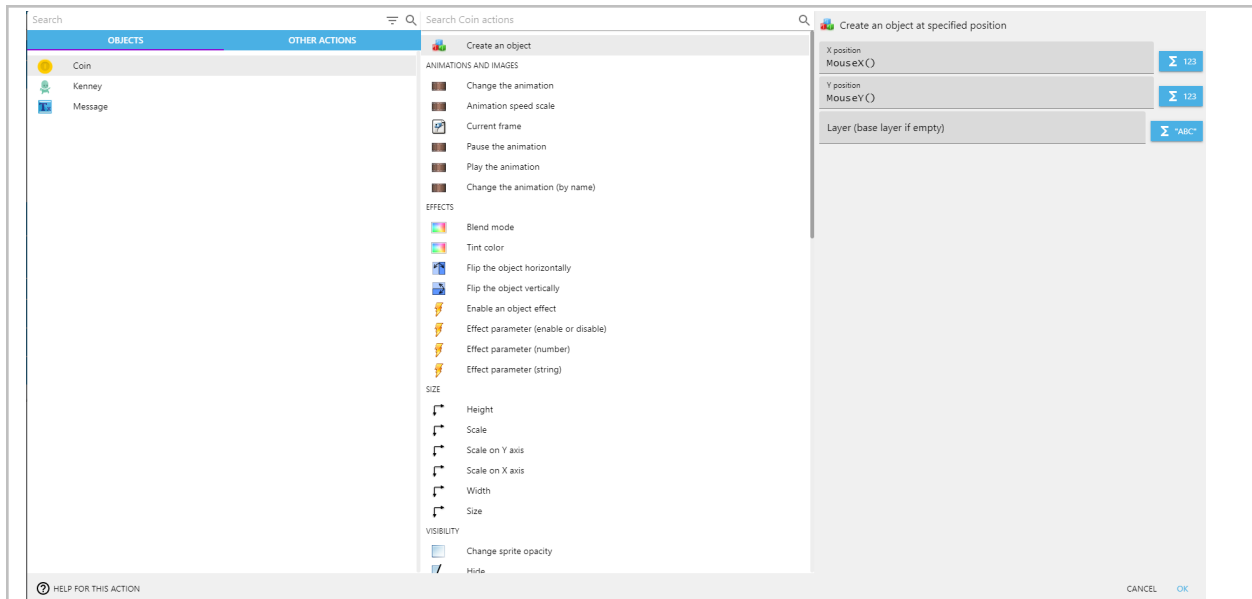 Search
OBJECTS
OTHER ACTIONS
Coin
Kenney
Message
Search Coin actions
Create an object
ANIMATIONS AND IMAGES
Change the animation
Animation speed scale
Current frame
Pause the animation
Play the animation
Change the animation (by name)
EFFECTS
Blend mode
Tint color
Flip the object horizontally
Flip the object vertically
Enable an object effect
Effect parameter (enable or disable)
Effect parameter (number)
Effect parameter (string)
SIZE
Height
Scale
Scale on Y axis
Scale on X axis
Width
Size
VISIBILITY
Change sprite opacity
Hide
Create an object at specified position
X position
MouseX()
Σ 123
Y position
MouseY()
Σ 123
Layer (base layer if empty)
Σ "ABC"
? HELP FOR THIS ACTION
CANCEL
OK